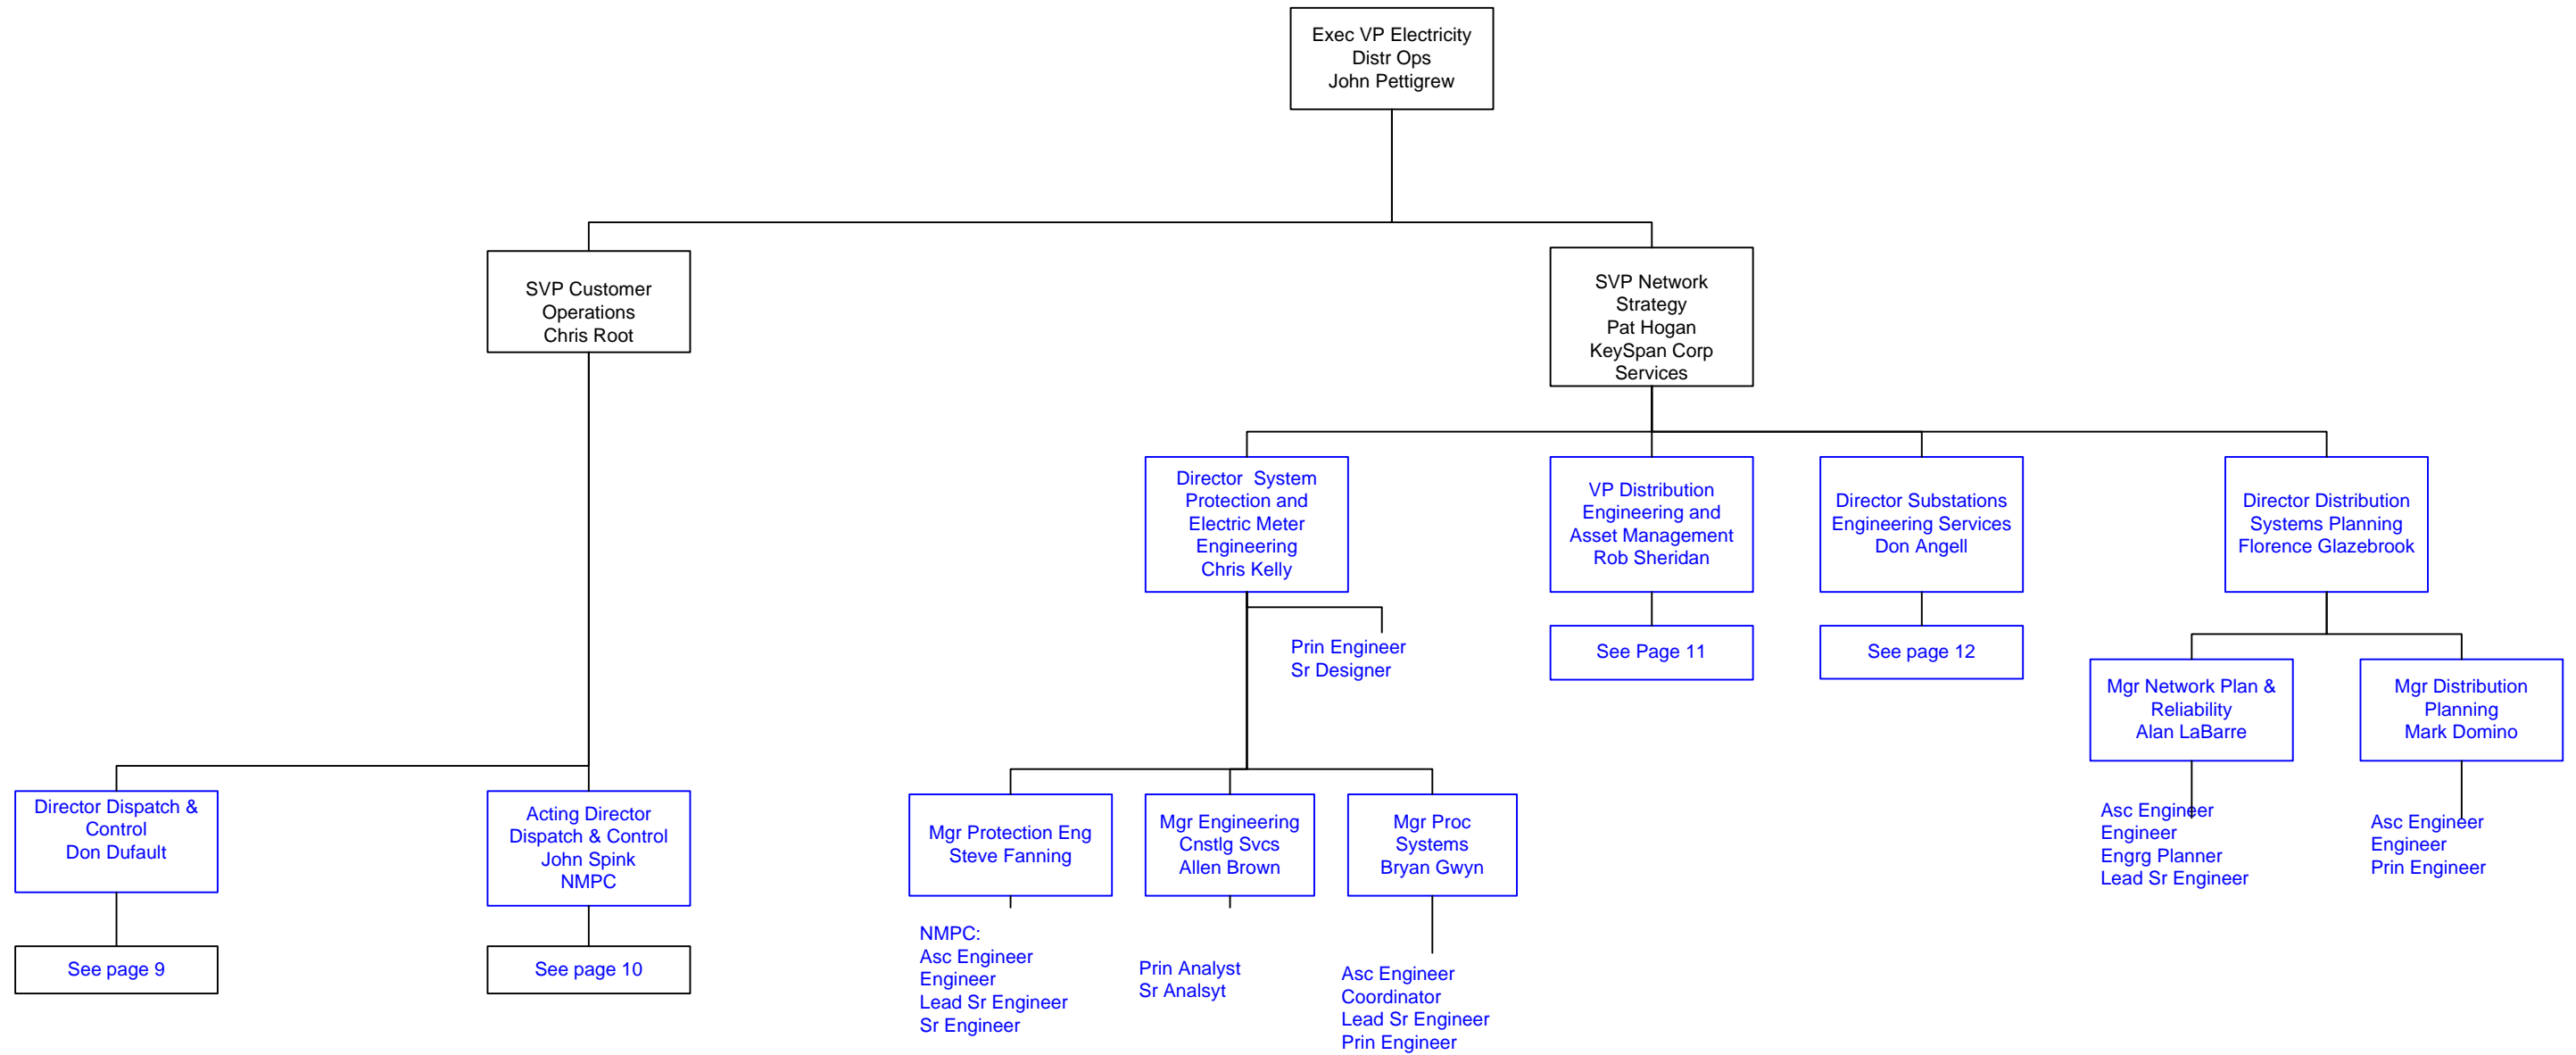 Exec VP Electricity
Distr Ops
John Pettigrew
SVP Customer
Operations
Chris Root
SVP Network
Strategy
Pat Hogan
KeySpan Corp
Services
Director  System
Protection and
Electric Meter
Engineering
Chris Kelly
VP Distribution
Engineering and
Asset Management
Rob Sheridan
Director Substations
Engineering Services
Don Angell
Director Distribution
Systems Planning
Florence Glazebrook
Prin Engineer
Sr Designer
See Page 11
See page 12
Mgr Network Plan &
Reliability
Alan LaBarre
Mgr Distribution
Planning
Mark Domino
Director Dispatch &
Control
Don Dufault
Acting Director
Dispatch & Control
John Spink
NMPC
Mgr Protection Eng
Steve Fanning
Mgr Engineering
Cnstlg Svcs
Allen Brown
Mgr Proc
Systems
Bryan Gwyn
Asc Engineer
Engineer
Engrg Planner
Lead Sr Engineer
Asc Engineer
Engineer
Prin Engineer
See page 9
See page 10
NMPC:
Asc Engineer
Engineer
Lead Sr Engineer
Sr Engineer
Prin Analyst
Sr Analsyt
Asc Engineer
Coordinator
Lead Sr Engineer
Prin Engineer